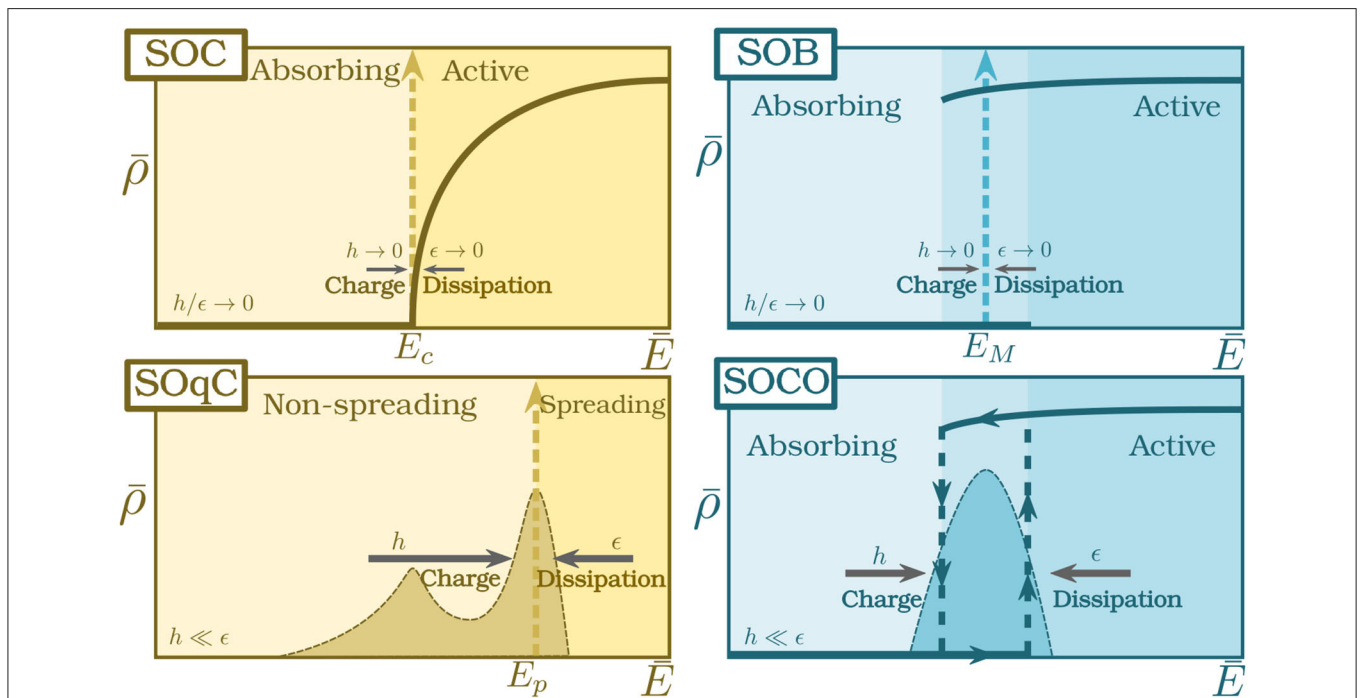 SOC
Absorbing Active
ρ̄
h → 0 ϵ → 0
Charge Dissipation
h/ϵ → 0
E_c Ē
SOB
Absorbing Active
ρ̄
h → 0 ϵ → 0
Charge Dissipation
h/ϵ → 0
E_M Ē
SOqC
Non-spreading Spreading
ρ̄
h ϵ
Charge Dissipation
h ≪ ϵ
E_p Ē
SOCO
Absorbing Active
ρ̄
h ϵ
Charge Dissipation
h ≪ ϵ
Ē